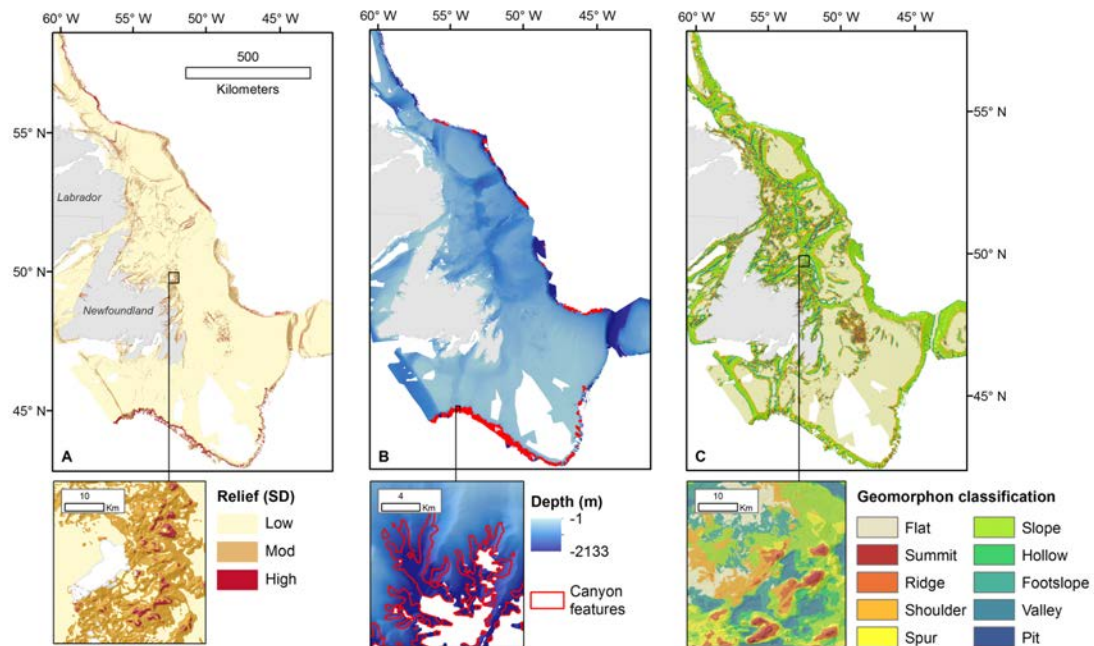 60° W 55° W 50° W 45° W
60° W 55° W 50° W 45° W
60° W 55° W 50° W 45° W
500
Kilometers
55° N
50° N
45° N
Labrador
Newfoundland
55° N
50° N
45° N
A
B
C
10
Km
Relief (SD)
Low
Mod
High
4
Km
Depth (m)
-1
-2133
Canyon
features
10
Km
Geomorphon classification
Flat
Summit
Ridge
Shoulder
Spur
Slope
Hollow
Footslope
Valley
Pit